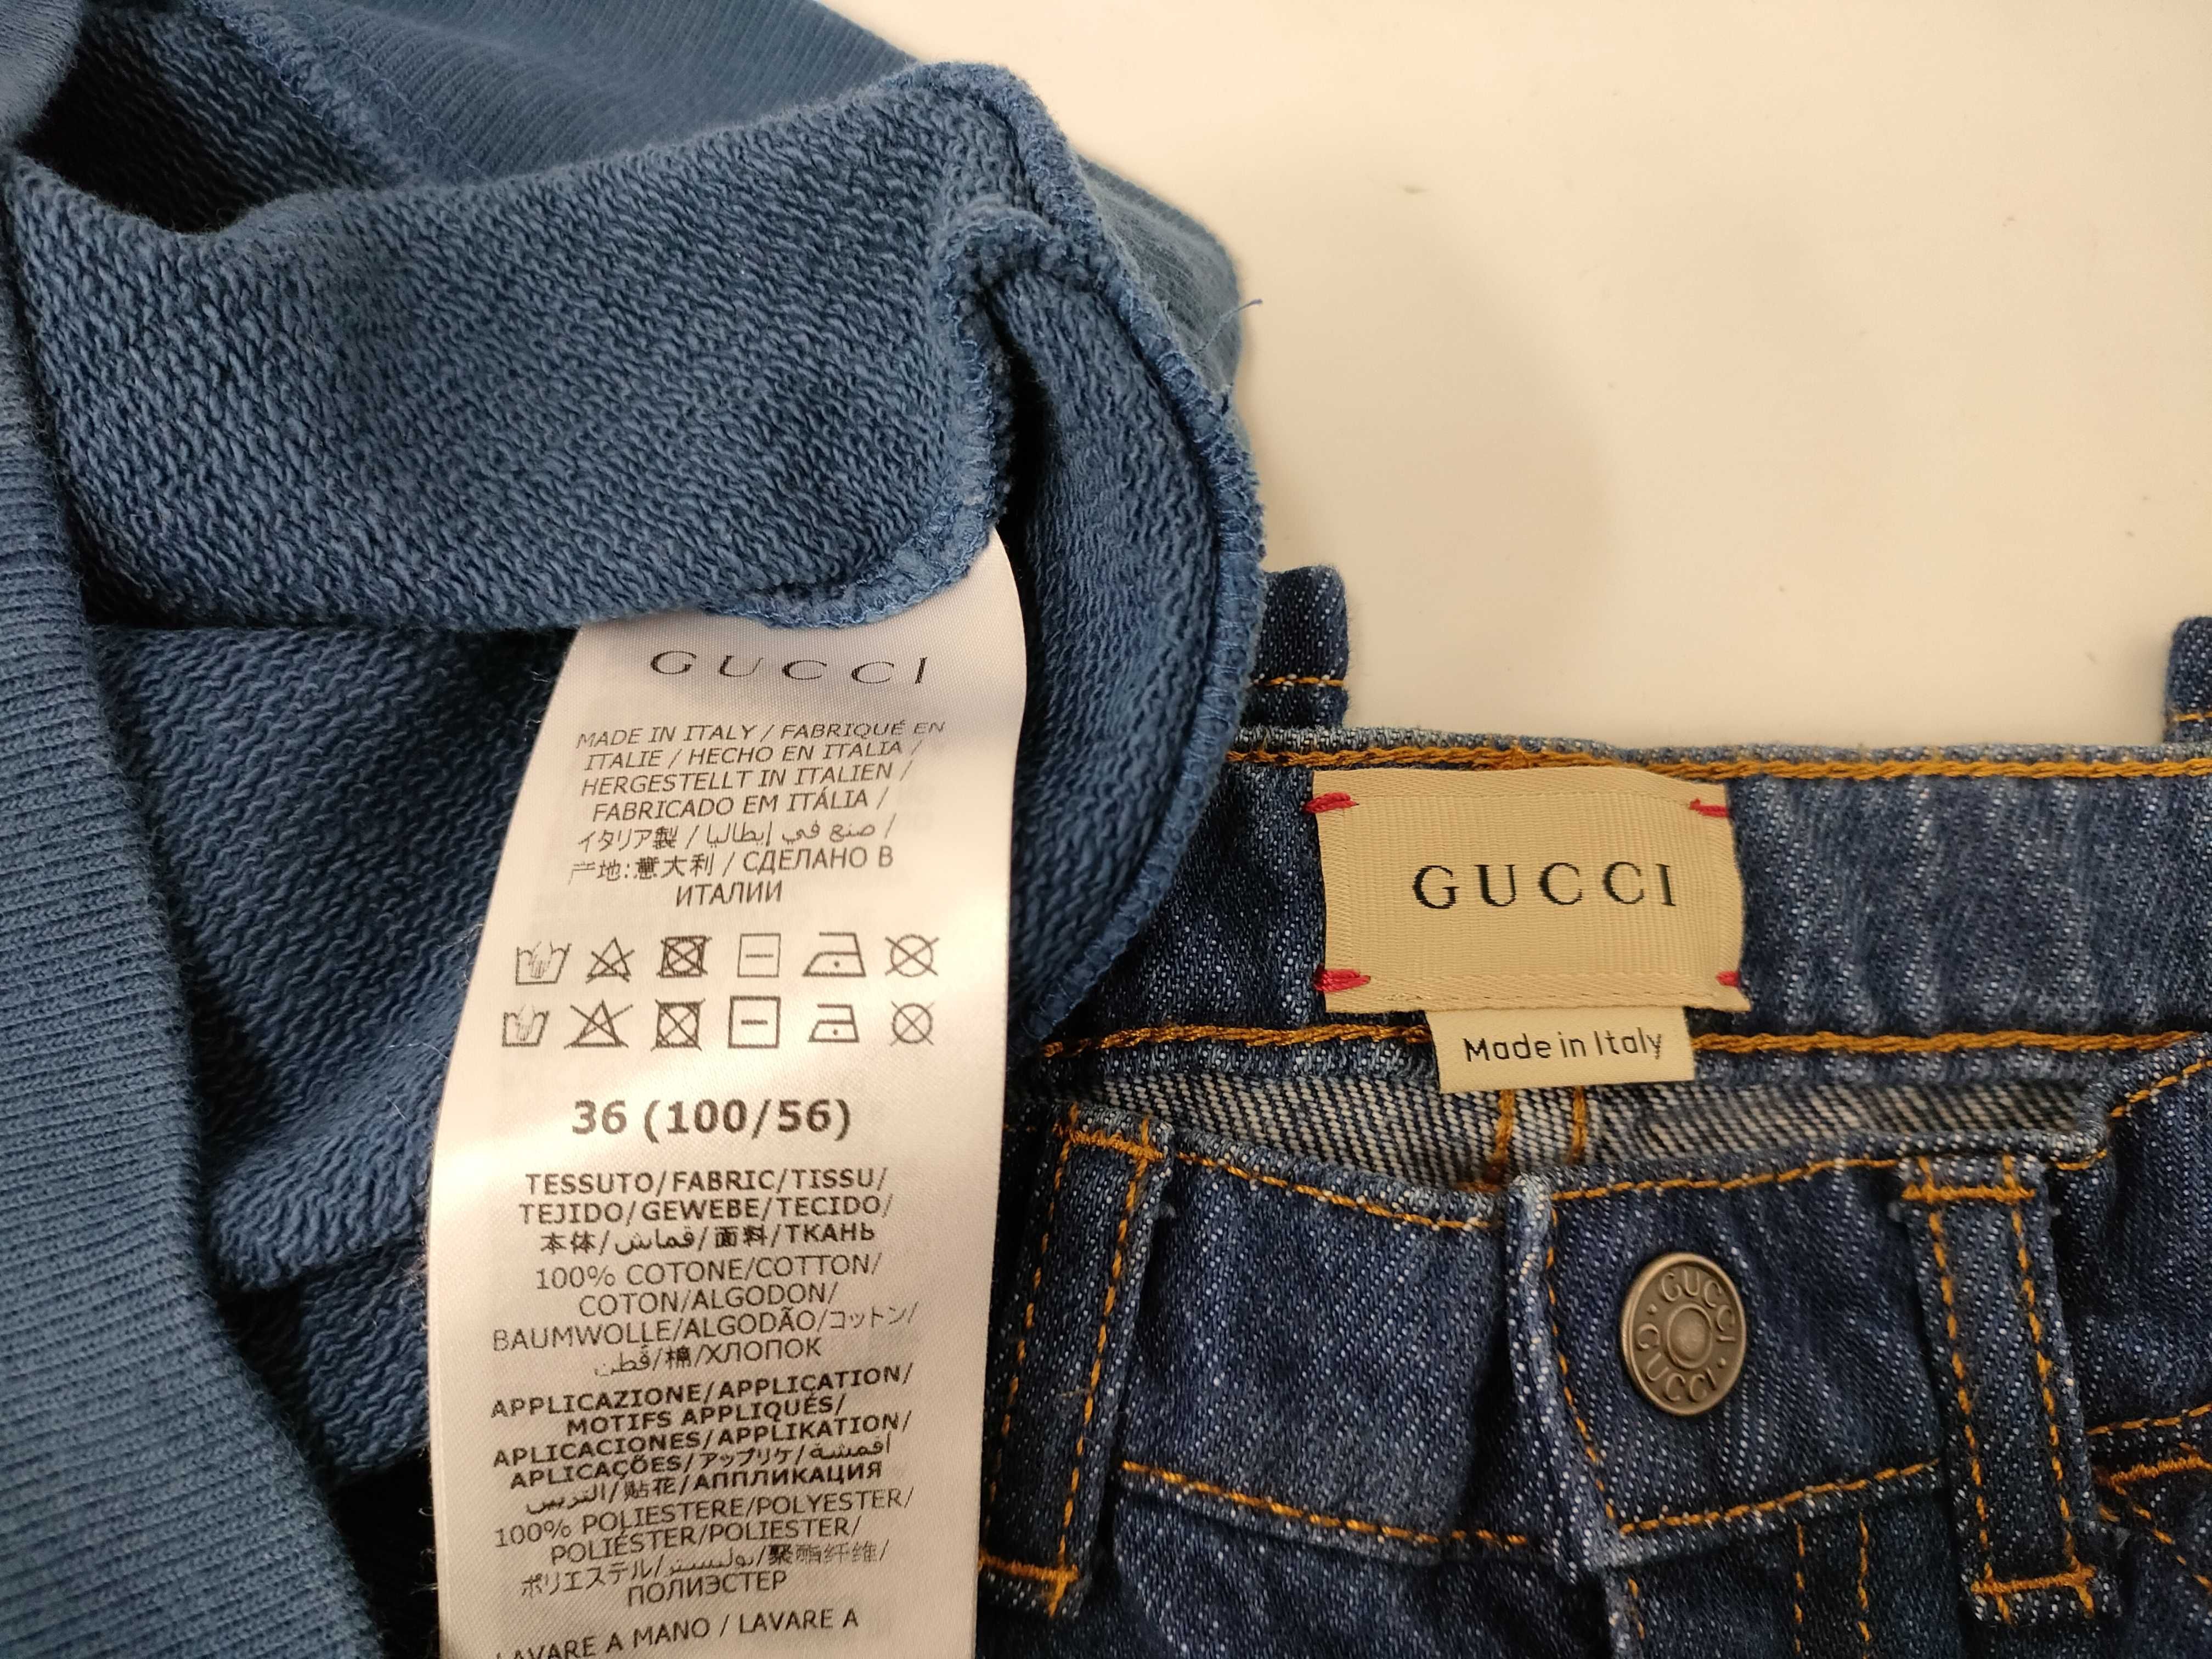 GUCCI
MADE IN ITALY / FABRIQUÉ EN
ITALIE / HECHO EN ITALIA /
HERGESTELLT IN ITALIEN /
FABRICADO EM ITÁLIA /
イタリア製 / صنع في إيطاليا /
产地:意大利 / СДЕЛАНО В
ИТАЛИИ
36 (100/56)
TESSUTO/FABRIC/TISSU/
TEJIDO/GEWEBE/TECIDO/
本体/قماش/面料/ТКАНЬ
100% COTONE/COTTON/
COTON/ALGODON/
BAUMWOLLE/ALGODÃO/コットン/
قطن/棉/ХЛОПОК
APPLICAZIONE/APPLICATION/
MOTIFS APPLIQUÉS/
APLICACIONES/APPLIKATION/
APLICAÇÕES/アップリケ/أقمشة
التزيين/贴花/АППЛИКАЦИЯ
100% POLIESTERE/POLYESTER/
POLYÉSTER/POLIESTER/
ポリエステル/بوليستر/聚酯纤维/
ПОЛИЭСТЕР
LAVARE A MANO / LAVARE A
GUCCI
Made in Italy
GUCCI · GUCCI ·